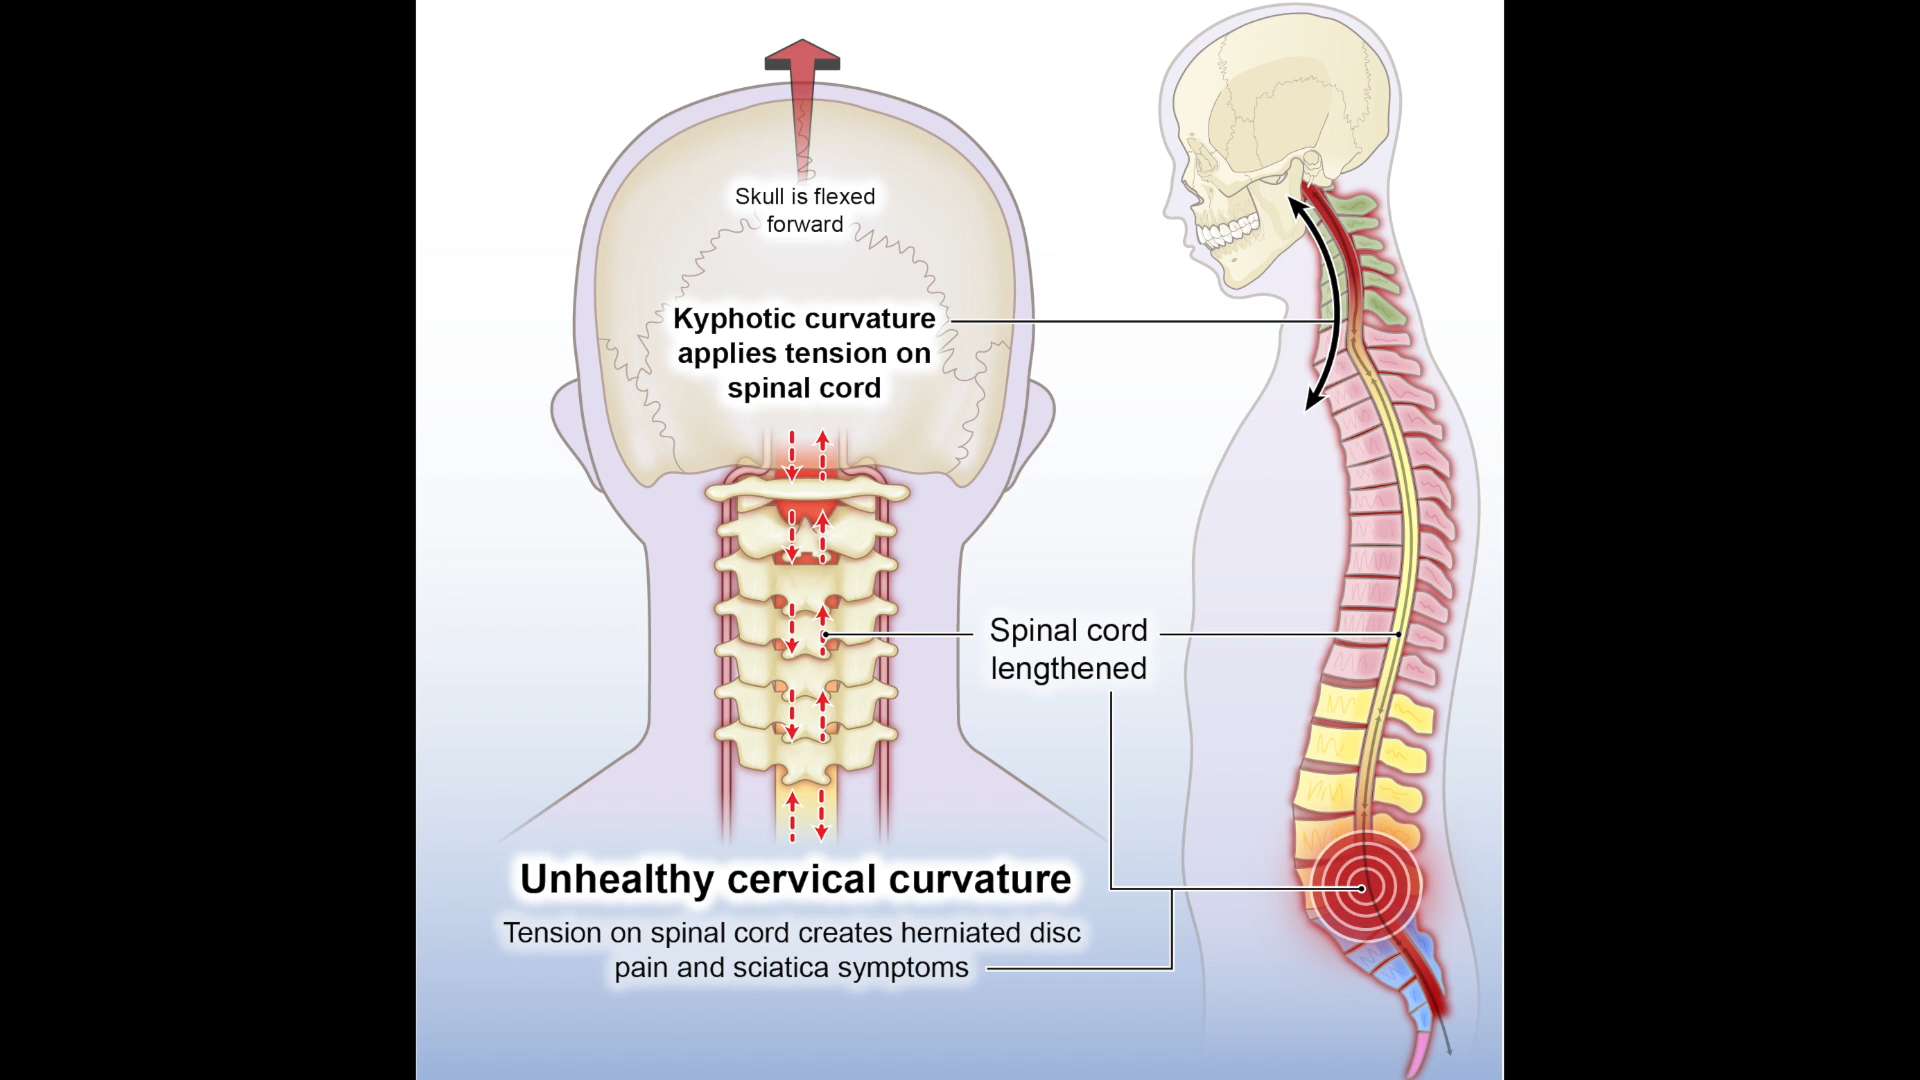 Skull is flexed
forward
Kyphotic curvature
applies tension on
spinal cord
Spinal cord
lengthened
Unhealthy cervical curvature
Tension on spinal cord creates herniated disc
pain and sciatica symptoms